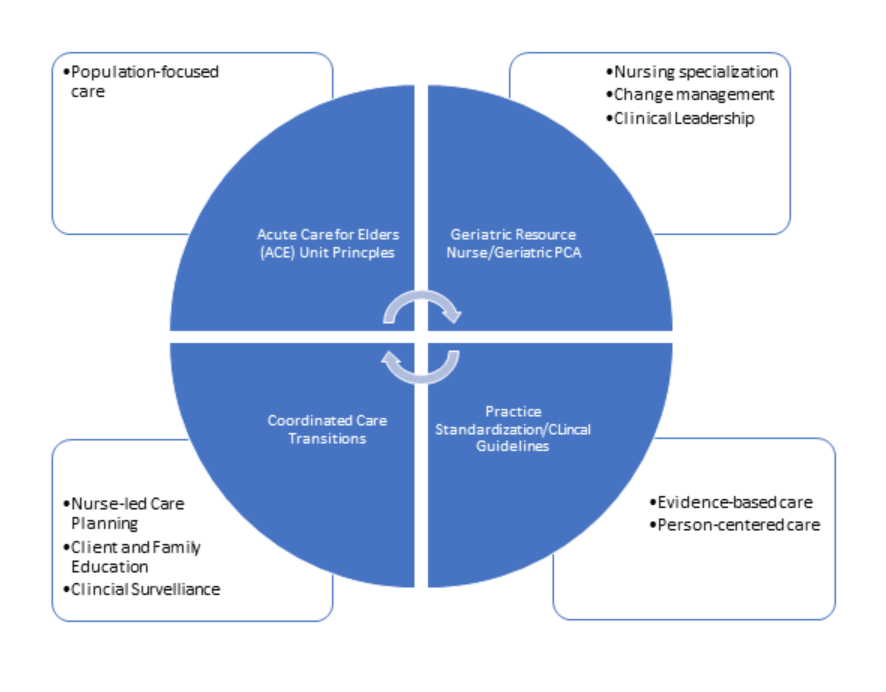 •Population-focused
care
•Nursing specialization
•Change management
•Clinical Leadership
Acute Care for Elders
(ACE) Unit Princples
Geriatric Resource
Nurse/Geriatric PCA
Coordinated Care
Transitions
Practice
Standardization/CLincal
Guidelines
•Nurse-led Care
Planning
•Client and Family
Education
•Clincial Survelliance
•Evidence-based care
•Person-centered care